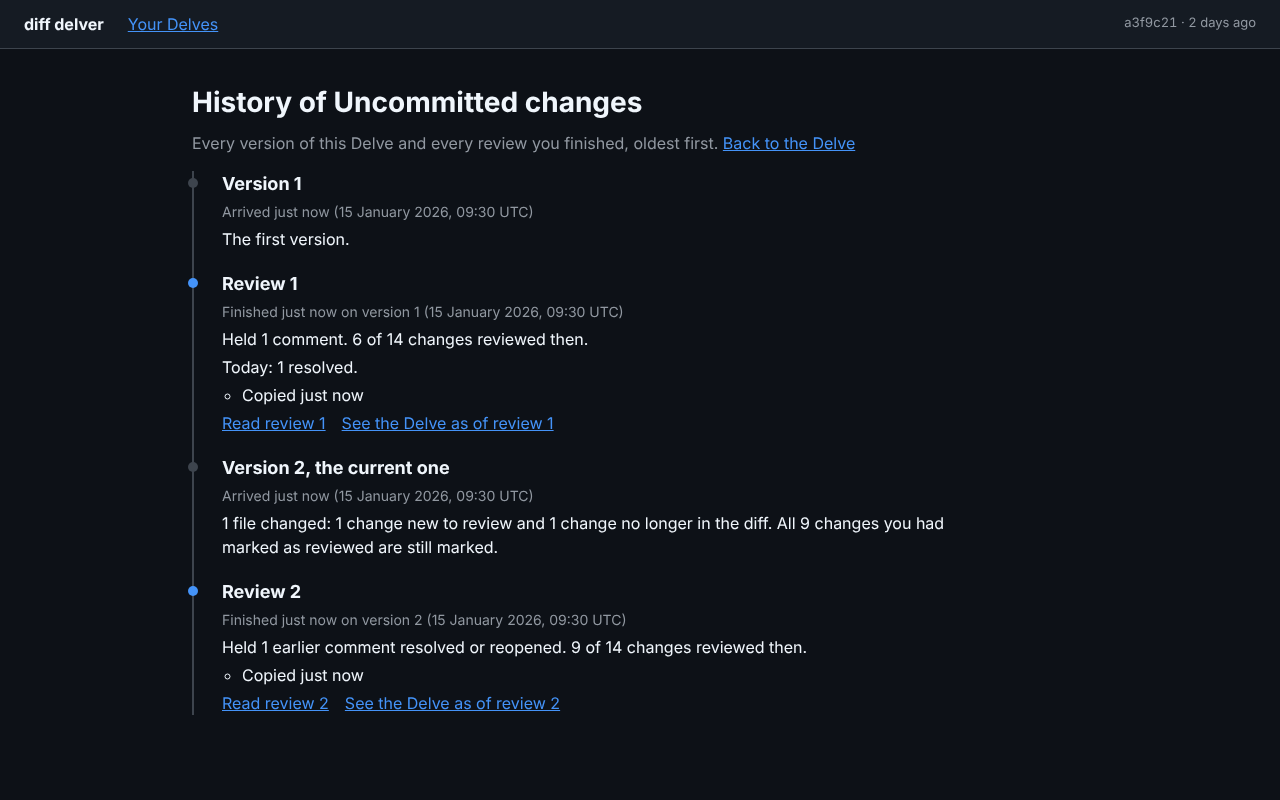 diff delver
Your Delves
a3f9c21 · 2 days ago
History of Uncommitted changes
Every version of this Delve and every review you finished, oldest first. Back to the Delve
Version 1
Arrived just now (15 January 2026, 09:30 UTC)
The first version.
Review 1
Finished just now on version 1 (15 January 2026, 09:30 UTC)
Held 1 comment. 6 of 14 changes reviewed then.
Today: 1 resolved.
Copied just now
Read review 1
See the Delve as of review 1
Version 2, the current one
Arrived just now (15 January 2026, 09:30 UTC)
1 file changed: 1 change new to review and 1 change no longer in the diff. All 9 changes you had
marked as reviewed are still marked.
Review 2
Finished just now on version 2 (15 January 2026, 09:30 UTC)
Held 1 earlier comment resolved or reopened. 9 of 14 changes reviewed then.
Copied just now
Read review 2
See the Delve as of review 2